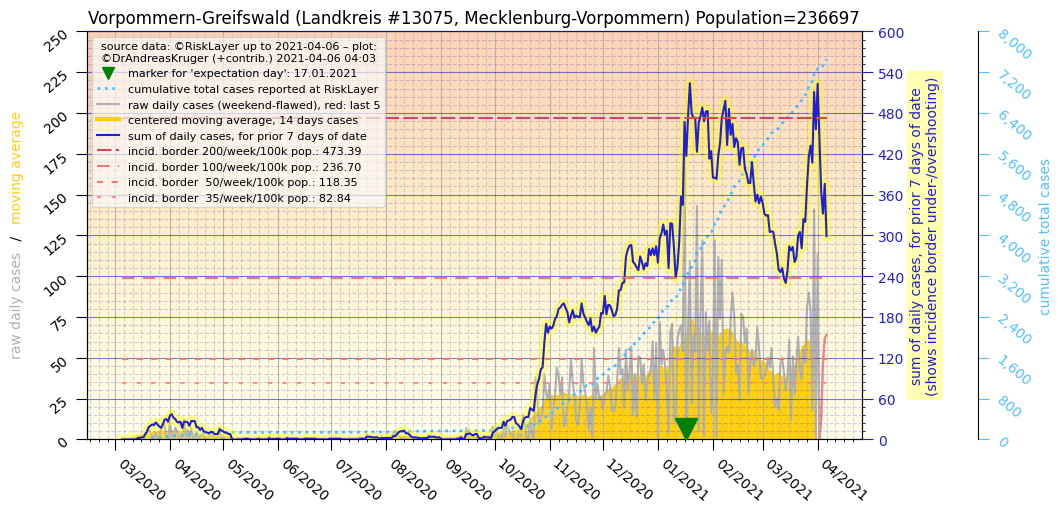 Vorpommern-Greifswald (Landkreis #13075, Mecklenburg-Vorpommern) Population=236697
source data: ©RiskLayer up to 2021-04-06 – plot:
©DrAndreasKruger (+contrib.) 2021-04-06 04:03
marker for 'expectation day': 17.01.2021
cumulative total cases reported at RiskLayer
raw daily cases (weekend-flawed), red: last 5
centered moving average, 14 days cases
sum of daily cases, for prior 7 days of date
incid. border 200/week/100k pop.: 473.39
incid. border 100/week/100k pop.: 236.70
incid. border 50/week/100k pop.: 118.35
incid. border 35/week/100k pop.: 82.84
raw daily cases / moving average
250
225
200
175
150
125
100
75
50
25
0
03/2020
04/2020
05/2020
06/2020
07/2020
08/2020
09/2020
10/2020
11/2020
12/2020
01/2021
02/2021
03/2021
04/2021
600
540
480
420
360
300
240
180
120
60
0
sum of daily cases, for prior 7 days of date
(shows incidence border under-/overshooting)
8,000
7,200
6,400
5,600
4,800
4,000
3,200
2,400
1,600
800
0
cumulative total cases